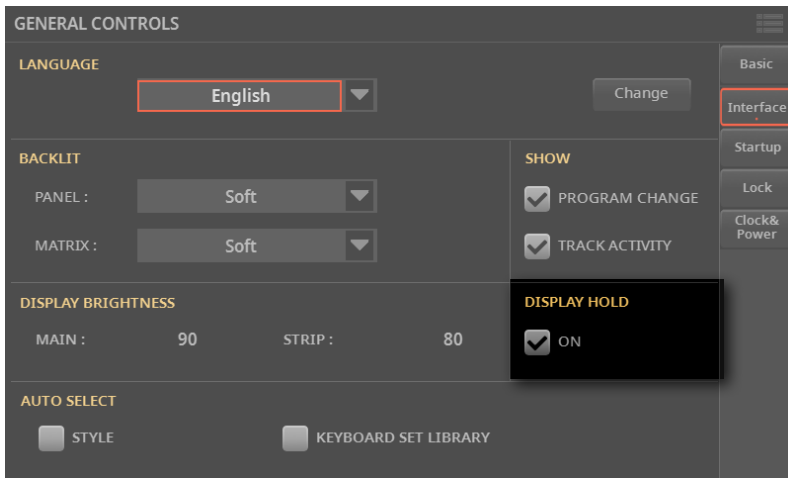 GENERAL CONTROLS
LANGUAGE
English
Change
BACKLIT
PANEL :
Soft
MATRIX :
Soft
SHOW
PROGRAM CHANGE
TRACK ACTIVITY
DISPLAY BRIGHTNESS
MAIN :
90
STRIP :
80
DISPLAY HOLD
ON
AUTO SELECT
STYLE
KEYBOARD SET LIBRARY
Basic
Interface
Startup
Lock
Clock&
Power